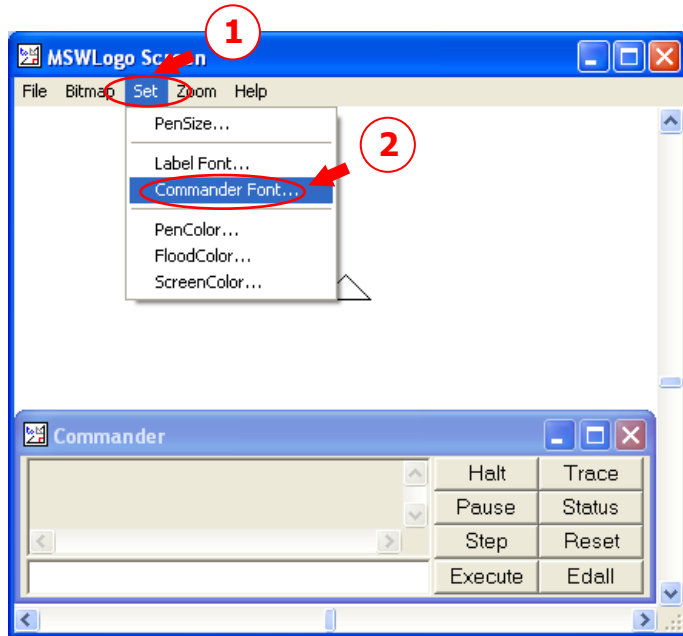 1
MSWLogo Screen
File Bitmap Set Zoom Help
PenSize...
2
Label Font...
Commander Font...
PenColor...
FloodColor...
ScreenColor...
Commander
Halt Trace
Pause Status
Step Reset
Execute Edall